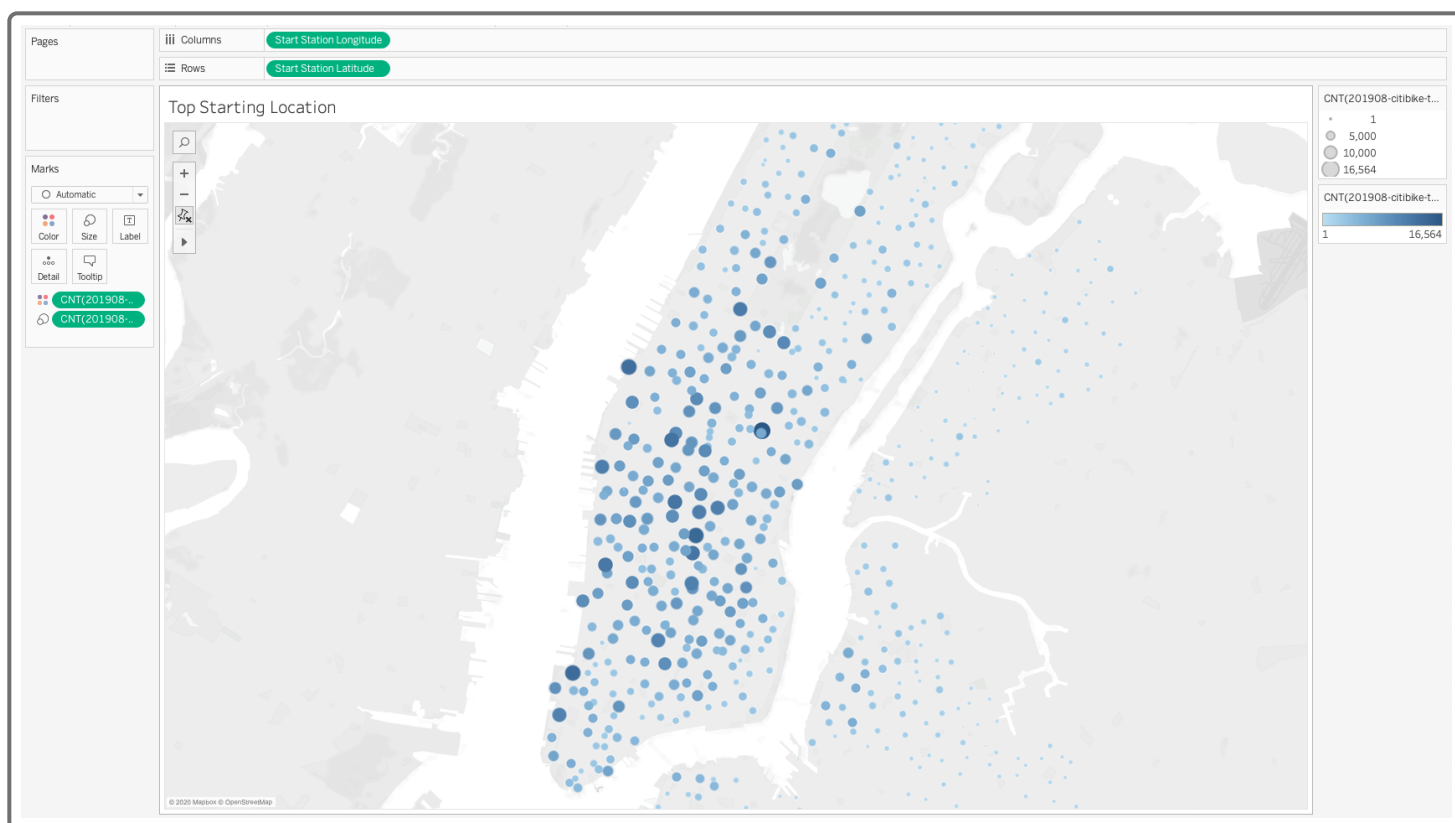 Pages
Columns
Start Station Longitude
Rows
Start Station Latitude
Filters
Marks
Automatic
Color
Size
Label
Detail
Tooltip
CNT(201908-..
CNT(201908-..
Top Starting Location
© 2020 Mapbox © OpenStreetMap
CNT(201908-citibike-t...
1
5,000
10,000
16,564
CNT(201908-citibike-t...
1 16,564